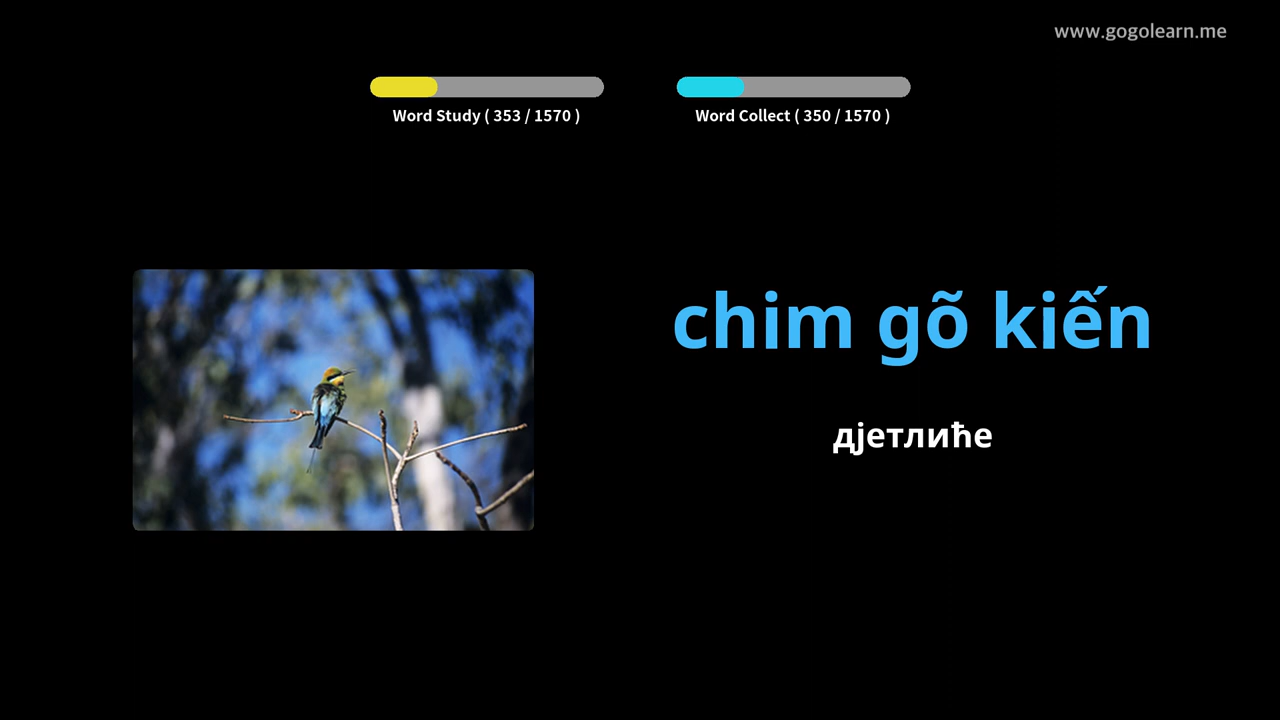 www.gogolearn.me
Word Study ( 353 / 1570 )
Word Collect ( 350 / 1570 )
chim gõ kiến
дјетлиће